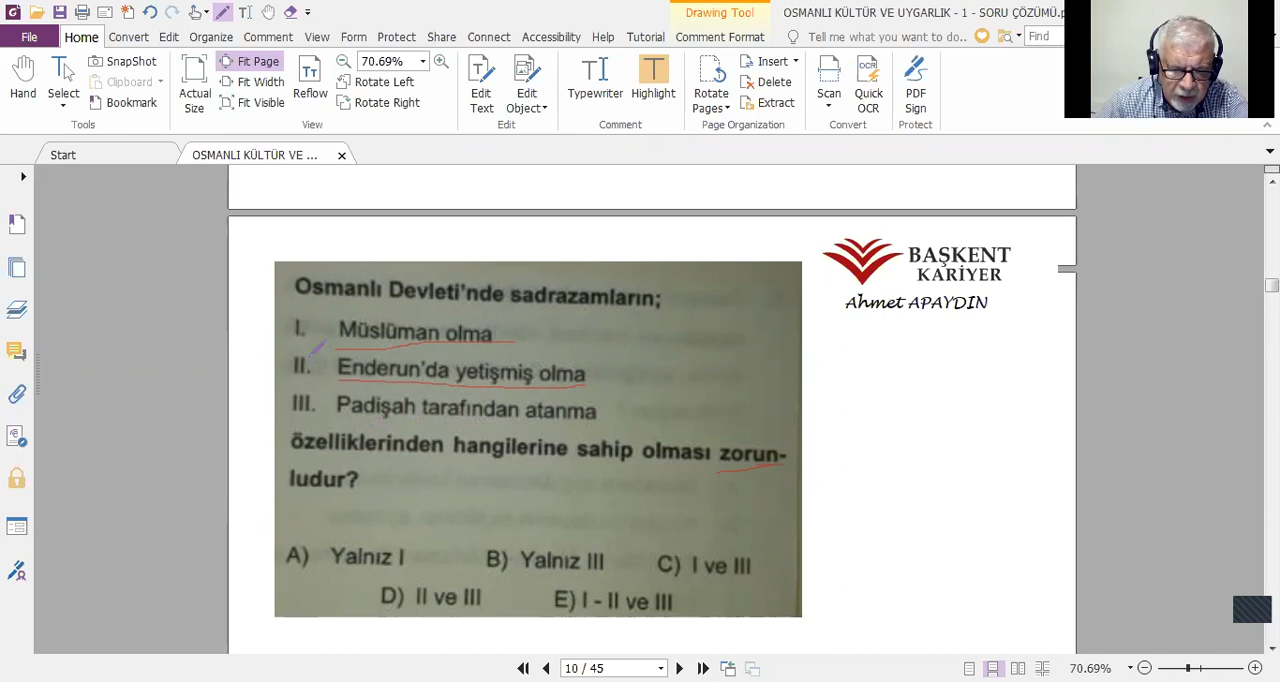 OSMANLI KÜLTÜR VE UYGARLIK - 1 - SORU ÇÖZÜMÜ.p
Drawing Tool
File Home Convert Edit Organize Comment View Form Protect Share Connect Accessibility Help Tutorial Comment Format Tell me what you want to do.. Find
Hand
Select
SnapShot
Clipboard
Bookmark
Tools
Actual Size
Fit Page
Fit Width
Fit Visible
Reflow
70.69%
Rotate Left
Rotate Right
View
Edit Text
Edit Object
Edit
Typewriter
Highlight
Comment
Rotate Pages
Insert
Delete
Extract
Page Organization
Scan
Quick OCR
Convert
PDF Sign
Protect
Start
OSMANLI KÜLTÜR VE ...
BAŞKENT
KARİYER
Ahmet APAYDIN
Osmanlı Devleti'nde sadrazamların;
I. Müslüman olma
II. Enderun'da yetişmiş olma
III. Padişah tarafından atanma
özelliklerinden hangilerine sahip olması zorun-
ludur?
A) Yalnız I B) Yalnız III C) I ve III
D) II ve III E) I - II ve III
10 / 45
70.69%